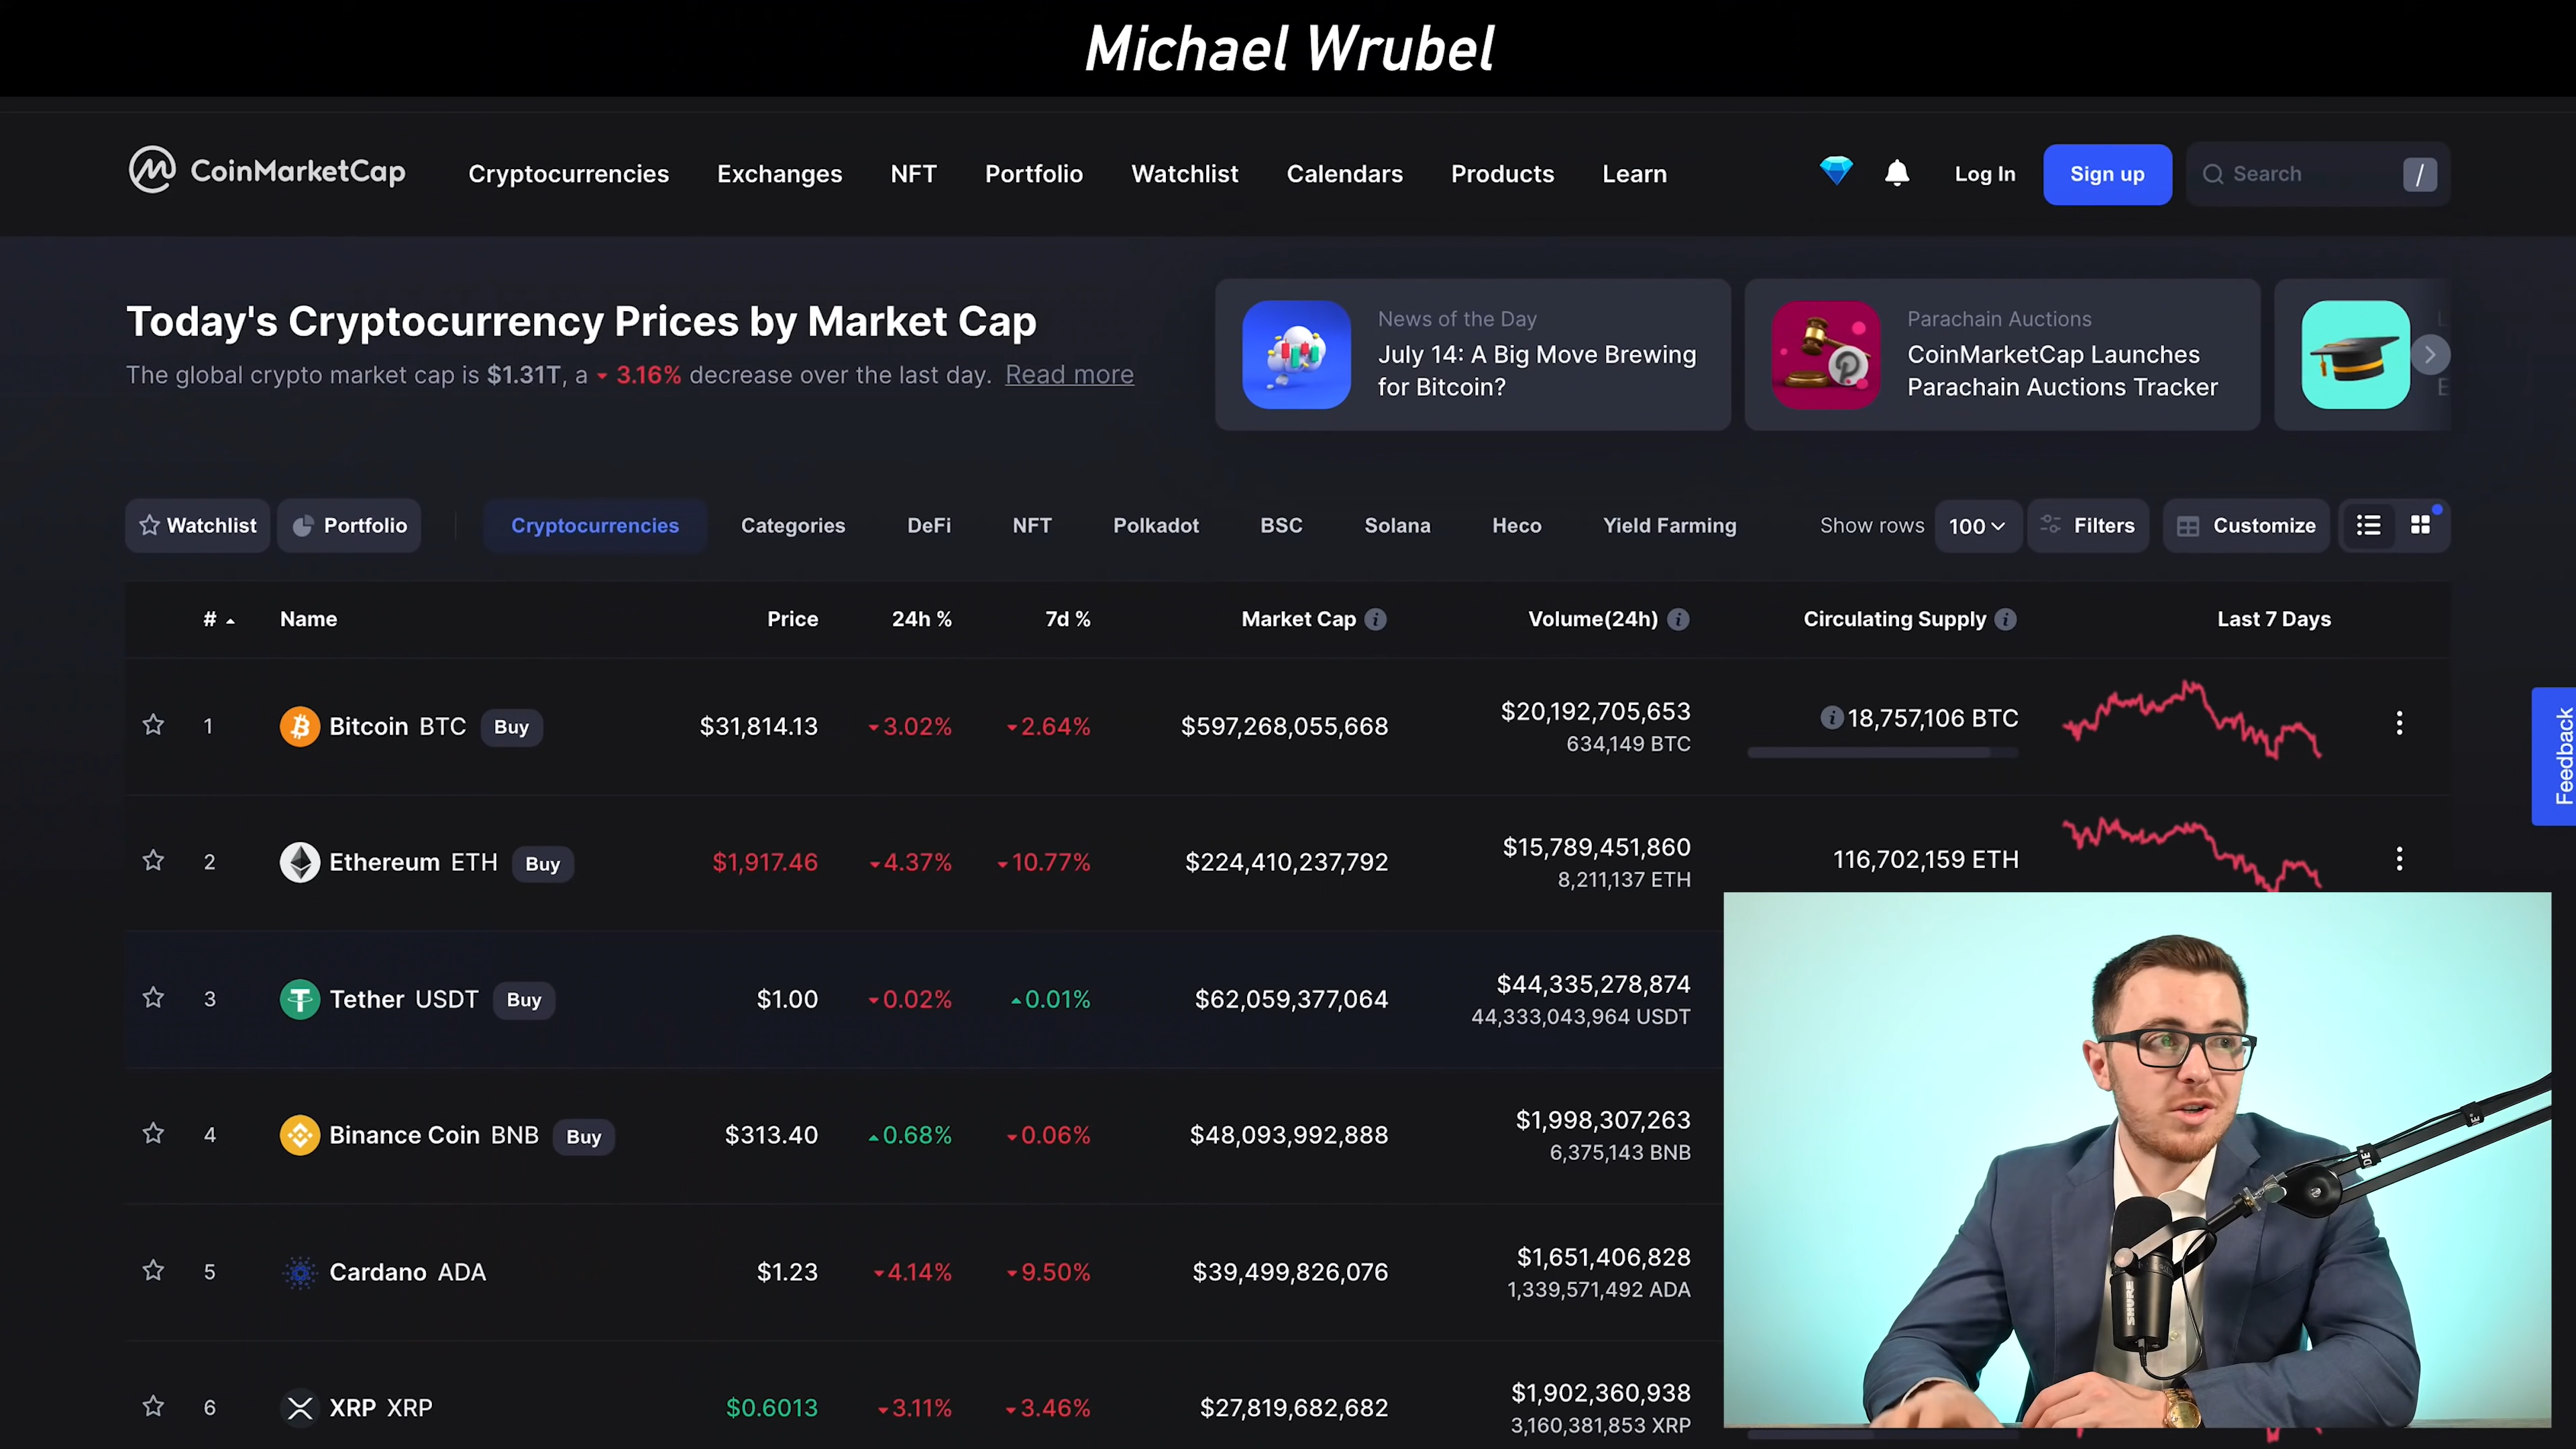 Michael Wrubel
CoinMarketCap Cryptocurrencies Exchanges NFT Portfolio Watchlist Calendars Products Learn Log In Sign up Search /
Today's Cryptocurrency Prices by Market Cap
The global crypto market cap is $1.31T, a 3.16% decrease over the last day. Read more
News of the Day
July 14: A Big Move Brewing
for Bitcoin?
Parachain Auctions
CoinMarketCap Launches
Parachain Auctions Tracker
Watchlist Portfolio Cryptocurrencies Categories DeFi NFT Polkadot BSC Solana Heco Yield Farming Show rows 100 Filters Customize
# Name Price 24h % 7d % Market Cap Volume(24h) Circulating Supply Last 7 Days
1 Bitcoin BTC Buy $31,814.13 3.02% 2.64% $597,268,055,668 $20,192,705,653 18,757,106 BTC
634,149 BTC
2 Ethereum ETH Buy $1,917.46 4.37% 10.77% $224,410,237,792 $15,789,451,860 116,702,159 ETH
8,211,137 ETH
3 Tether USDT Buy $1.00 0.02% 0.01% $62,059,377,064 $44,335,278,874
44,333,043,964 USDT
4 Binance Coin BNB Buy $313.40 0.68% 0.06% $48,093,992,888 $1,998,307,263
6,375,143 BNB
5 Cardano ADA $1.23 4.14% 9.50% $39,499,826,076 $1,651,406,828
1,339,571,492 ADA
6 XRP XRP $0.6013 3.11% 3.46% $27,819,682,682 $1,902,360,938
3,160,381,853 XRP
Feedback
SHURE